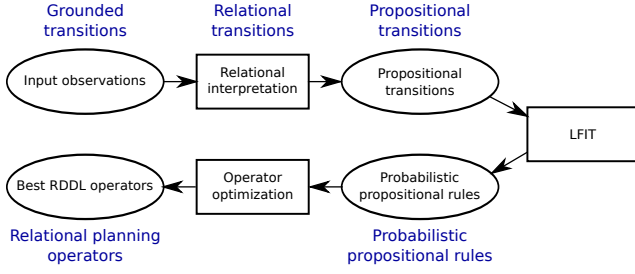 Grounded
transitions
Relational
transitions
Propositional
transitions
Input observations
Relational
interpretation
Propositional
transitions
LFIT
Best RDDL operators
Operator
optimization
Probabilistic
propositional rules
Relational planning
operators
Probabilistic
propositional rules